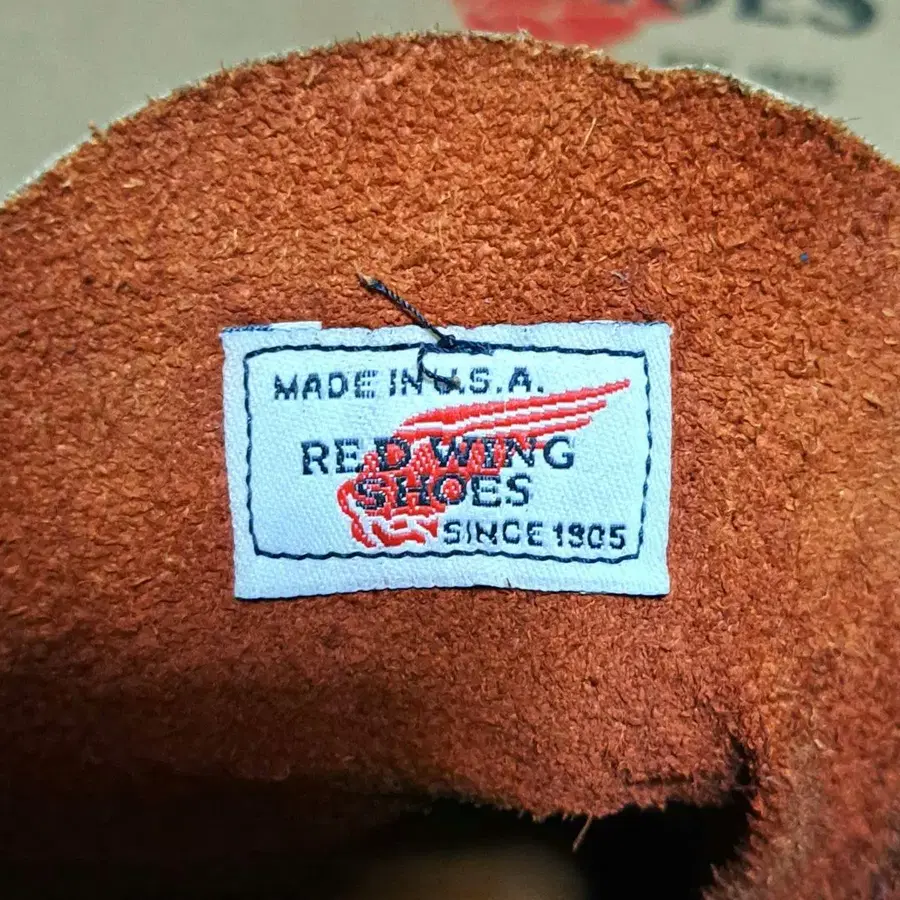 MADE IN U.S.A.
RED WING
SHOES
SINCE 1905